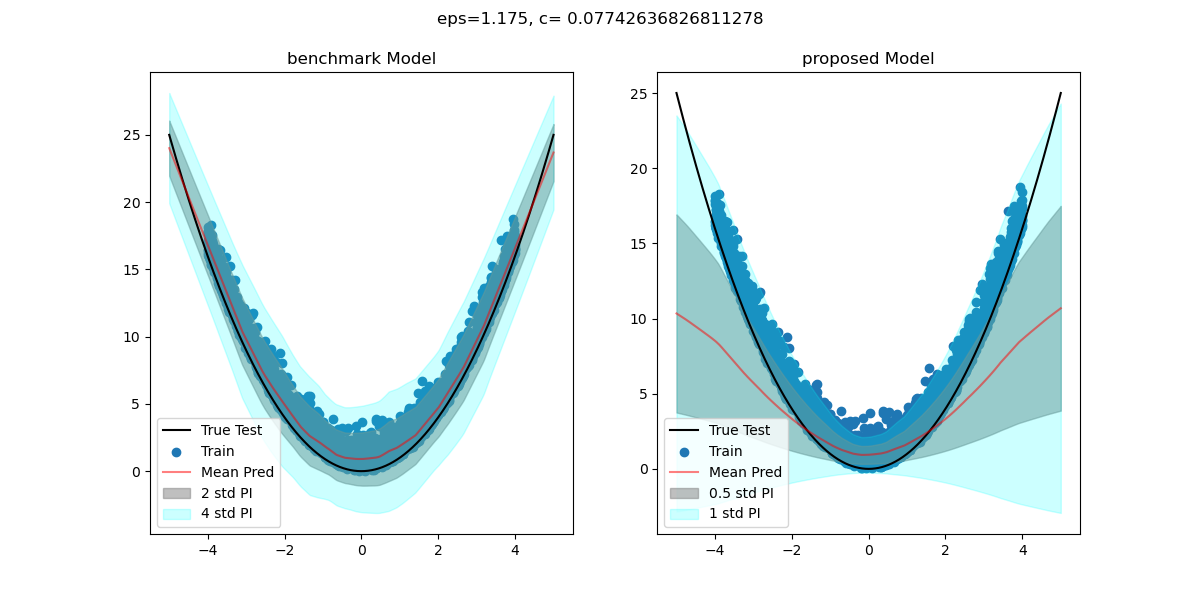 eps=1.175, c= 0.07742636826811278
benchmark Model
25
20
15
10
5
0
−4
−2
0
2
4
True Test
Train
Mean Pred
2 std PI
4 std PI
proposed Model
25
20
15
10
5
0
−4
−2
0
2
4
True Test
Train
Mean Pred
0.5 std PI
1 std PI